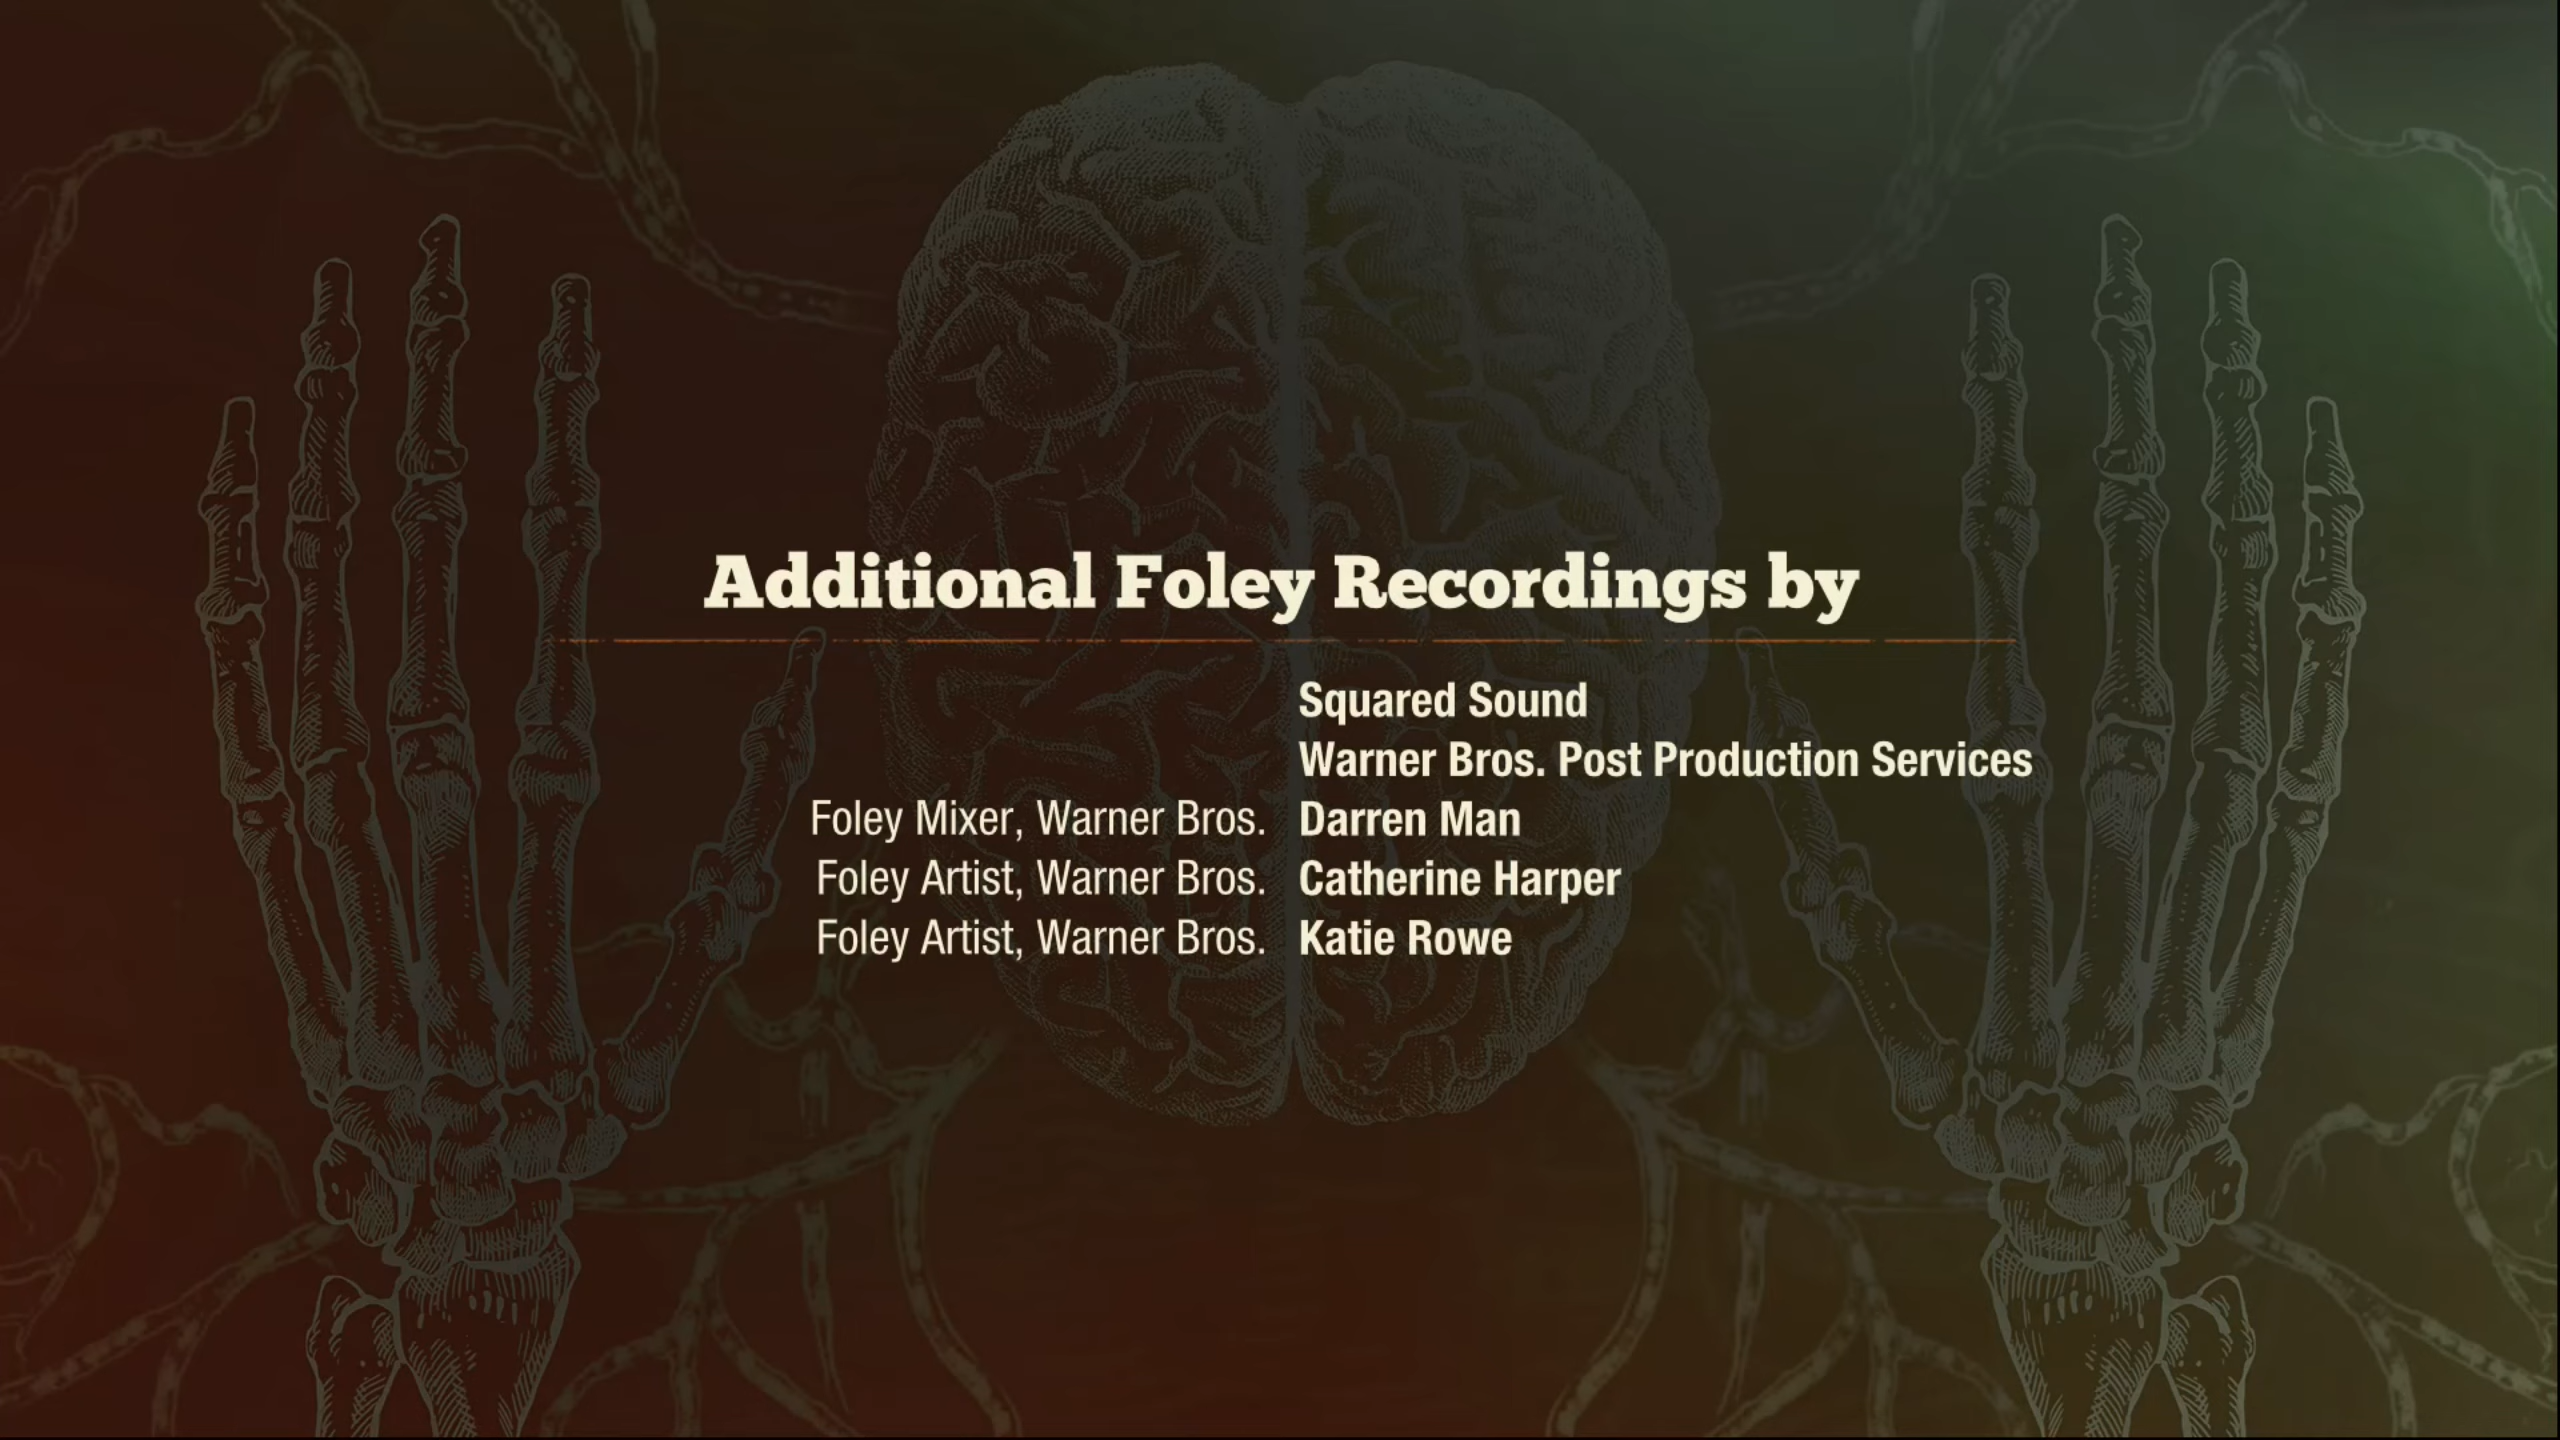 Additional Foley Recordings by
Squared Sound
Warner Bros. Post Production Services
Foley Mixer, Warner Bros. Darren Man
Foley Artist, Warner Bros. Catherine Harper
Foley Artist, Warner Bros. Katie Rowe